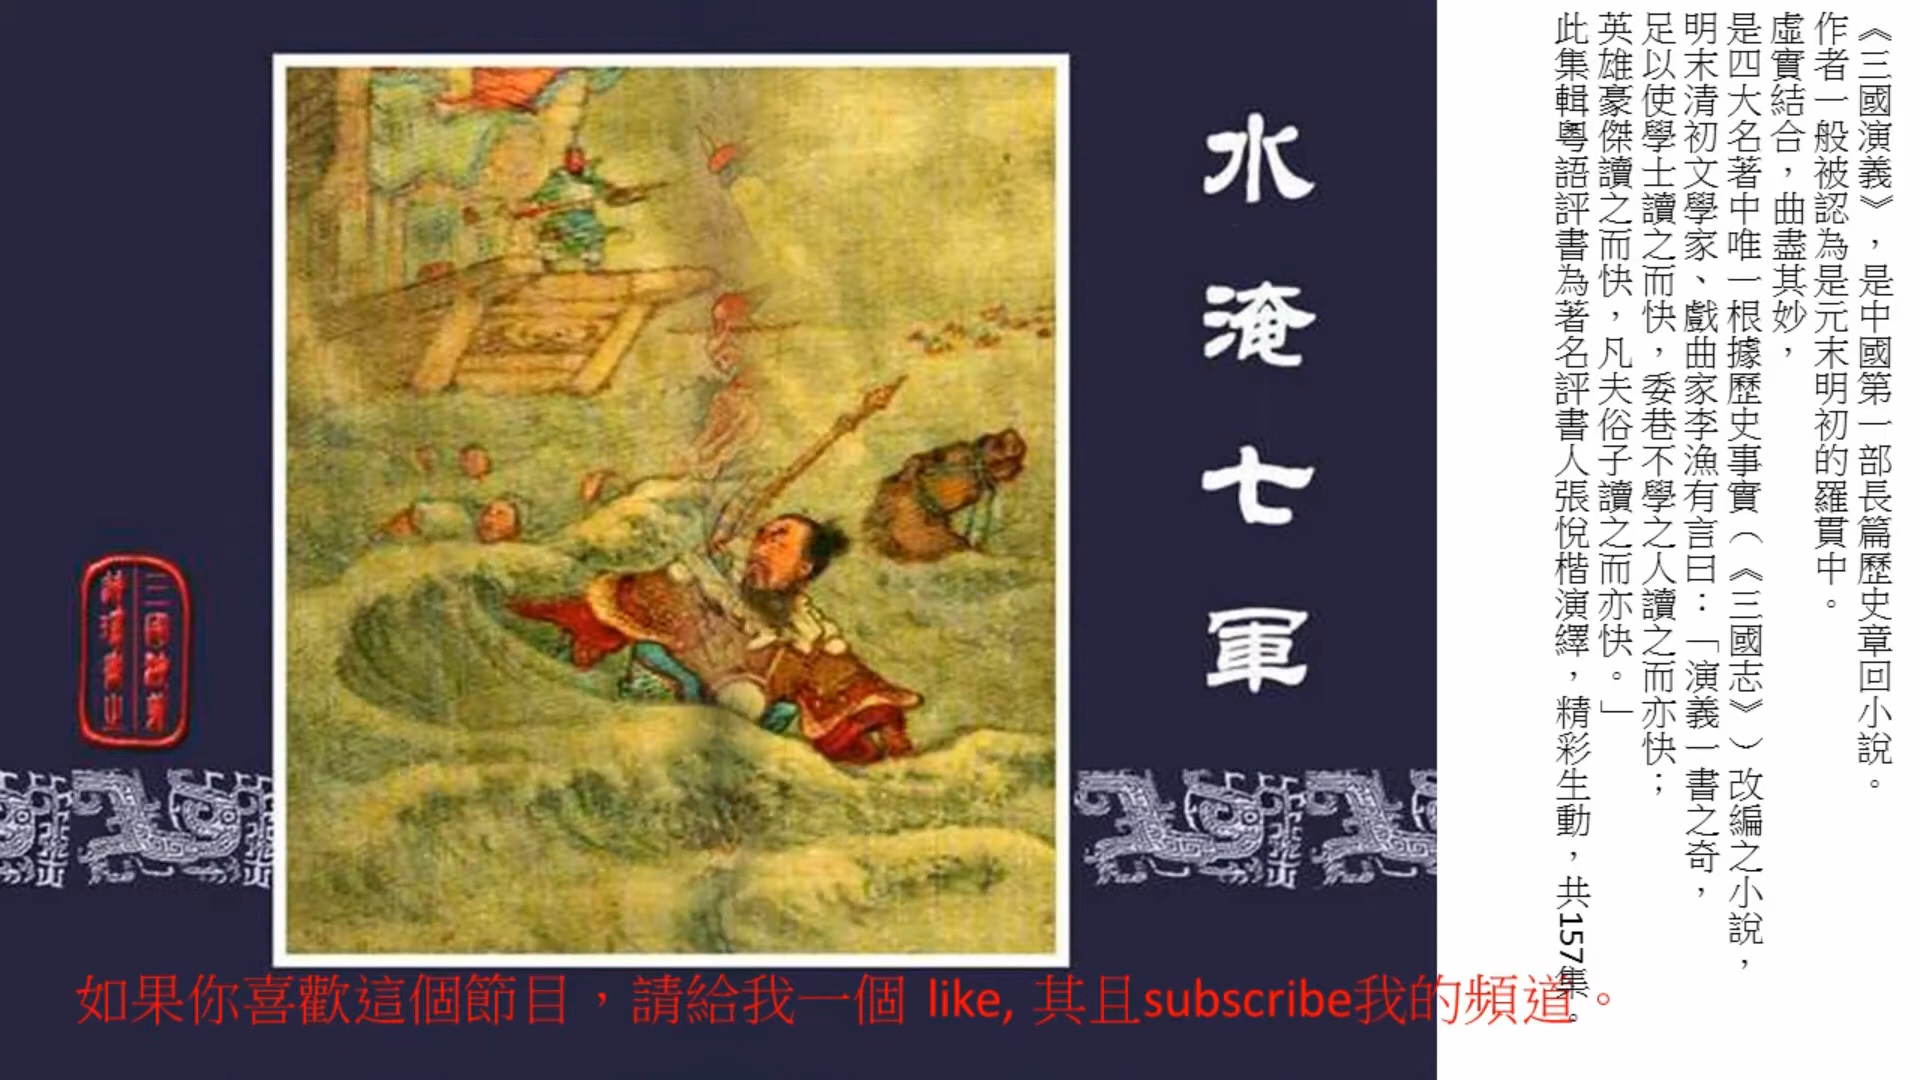 《三國演義》，是中國第一部長篇歷史章回小說。
作者一般被認為是元末明初的羅貫中。
虛實結合，曲盡其妙，
是四大名著中唯一根據歷史事實（《三國志》）改編之小說，
明末清初文學家、戲曲家李漁有言曰：「演義一書之奇，
足以使學士讀之而快，委巷不學之人讀之而亦快；
英雄豪傑讀之而快，凡夫俗子讀之而亦快。」
此集輯粵語評書為著名評書人張悅楷演繹，精彩生動，共157集。
水淹七軍
如果你喜歡這個節目，請給我一個 like, 其且subscribe我的頻道。